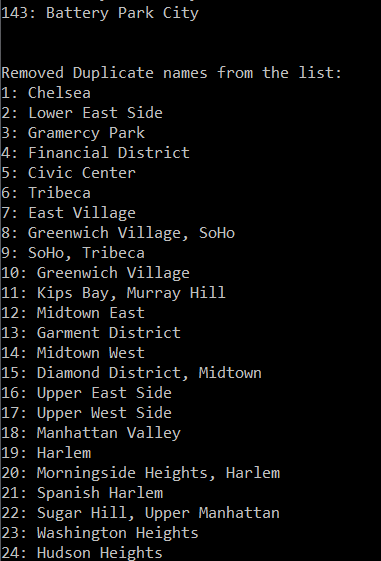 143: Battery Park City
Removed Duplicate names from the list:
1: Chelsea
2: Lower East Side
3: Gramercy Park
4: Financial District
5: Civic Center
6: Tribeca
7: East Village
8: Greenwich Village, SoHo
9: SoHo, Tribeca
10: Greenwich Village
11: Kips Bay, Murray Hill
12: Midtown East
13: Garment District
14: Midtown West
15: Diamond District, Midtown
16: Upper East Side
17: Upper West Side
18: Manhattan Valley
19: Harlem
20: Morningside Heights, Harlem
21: Spanish Harlem
22: Sugar Hill, Upper Manhattan
23: Washington Heights
24: Hudson Heights